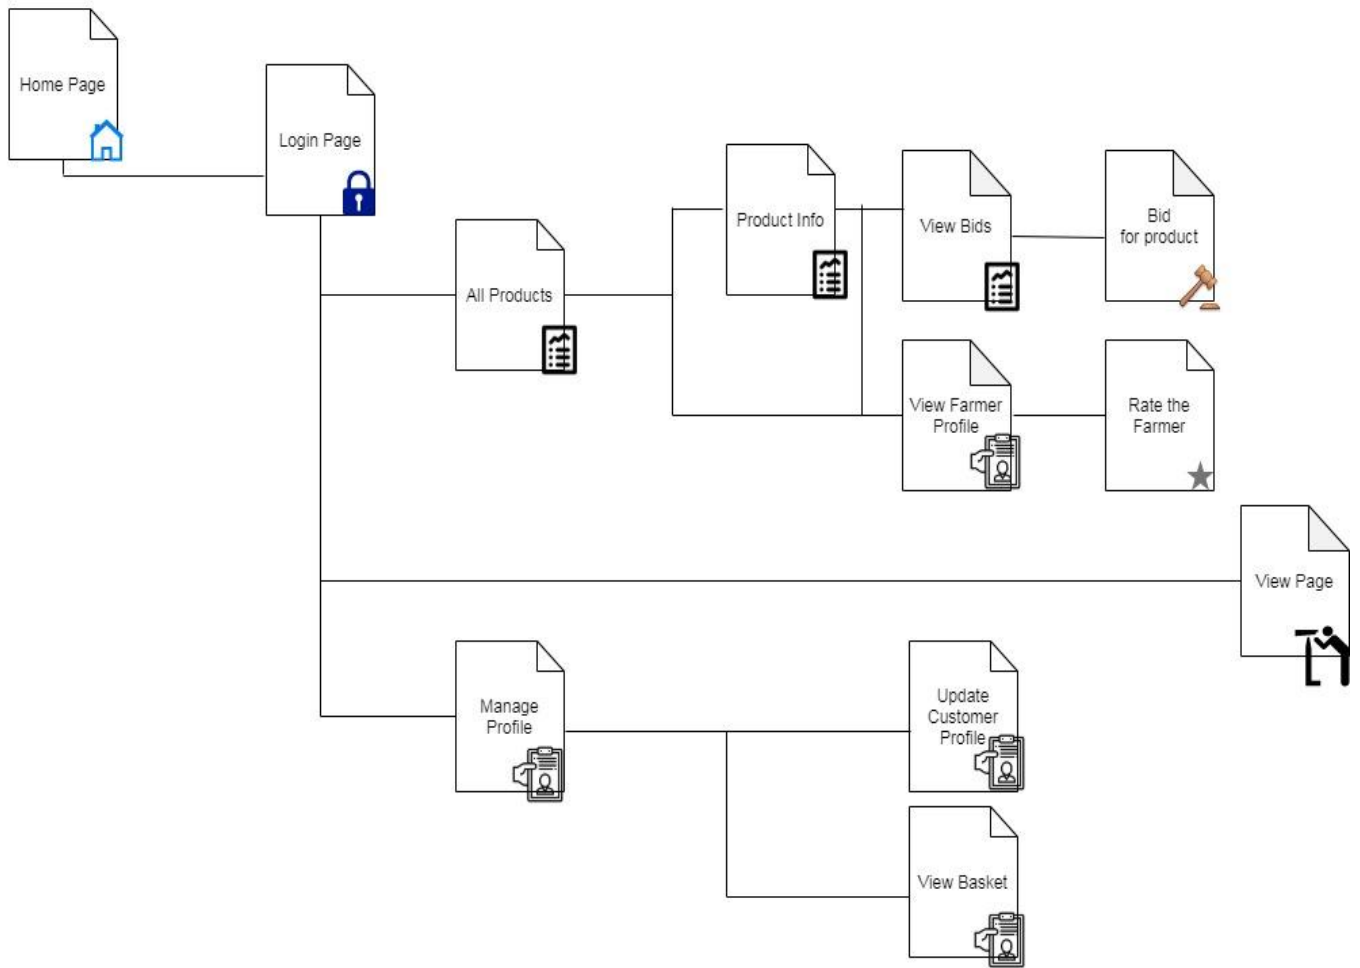 Home Page
Login Page
All Products
Product Info
View Bids
Bid
for product
View Farmer
Profile
Rate the
Farmer
View Page
Manage
Profile
Update
Customer
Profile
View Basket